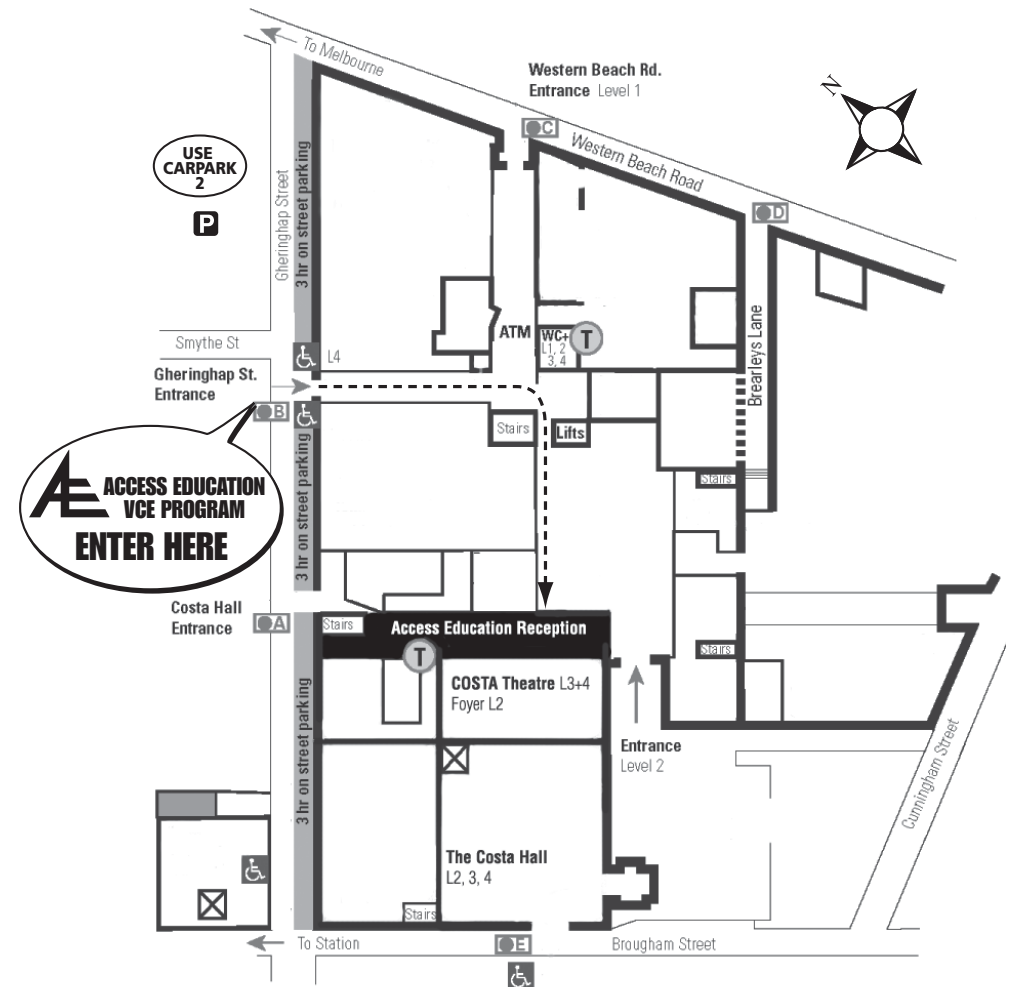 To Melbourne
Western Beach Rd.
Entrance Level 1
C
N
Western Beach Road
USE
CARPARK
2
P
Gheringhap Street
3 hr on street parking
D
ATM
WC+
L1, 2
3, 4
T
Brearleys Lane
Smythe St
L4
Gheringhap St.
Entrance
B
Stairs
Lifts
Stairs
AE ACCESS EDUCATION
VCE PROGRAM
ENTER HERE
3 hr on street parking
Costa Hall
Entrance
A
Stairs
Access Education Reception
T
Stairs
COSTA Theatre L3+4
Foyer L2
Entrance
Level 2
3 hr on street parking
Cunningham Street
The Costa Hall
L2, 3, 4
Stairs
To Station
E
Brougham Street